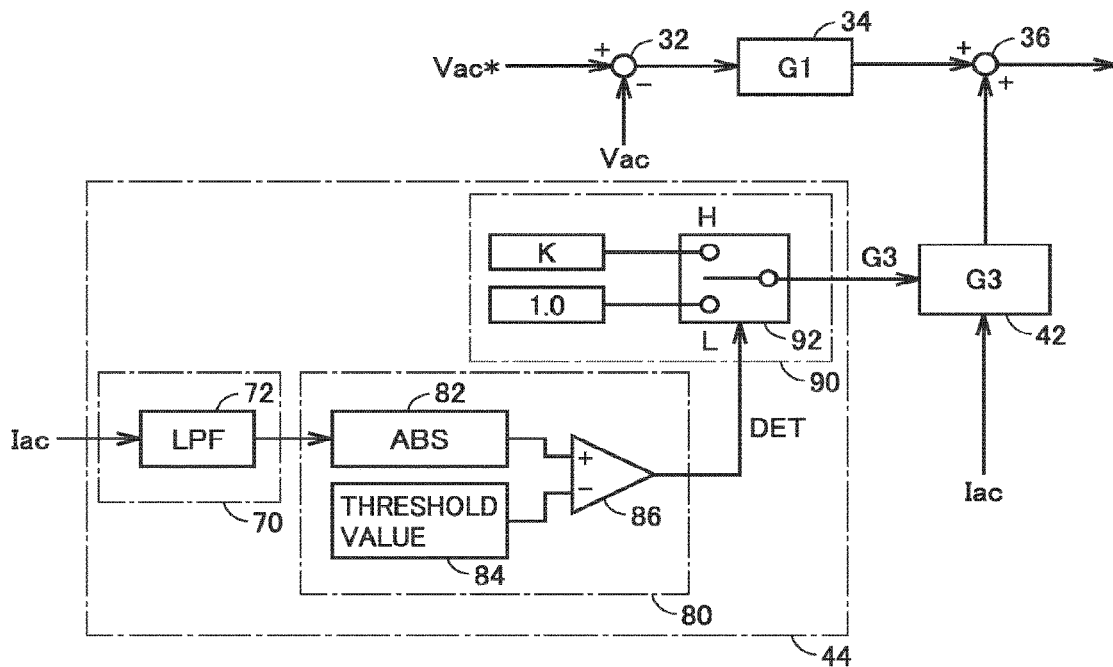 34
36
32
+
+
Vac*
G1
−
+
Vac
H
K
G3
G3
1.0
L
92
42
90
72
82
DET
Iac
LPF
ABS
+
−
Iac
THRESHOLD
VALUE
86
70
84
80
44